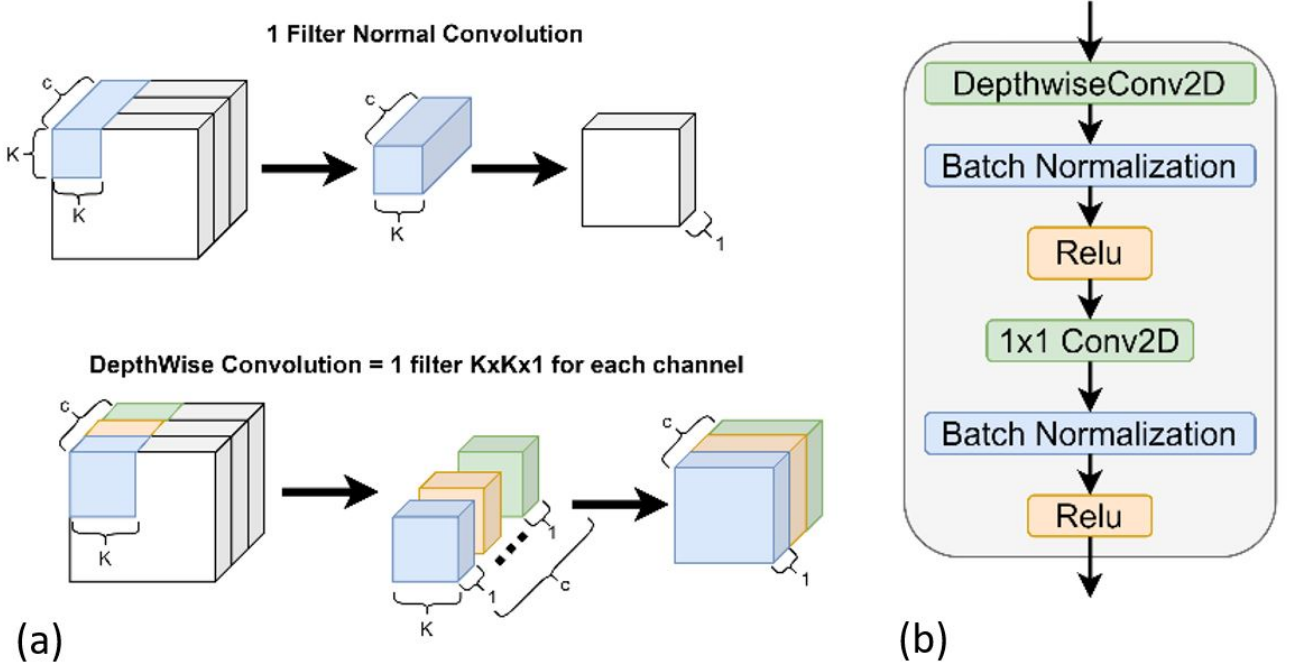 1 Filter Normal Convolution
c
K
K
c
K
1
DepthWise Convolution = 1 filter KxKx1 for each channel
c
K
1
1
c
K
c
1
(a)
DepthwiseConv2D
Batch Normalization
Relu
1x1 Conv2D
Batch Normalization
Relu
(b)